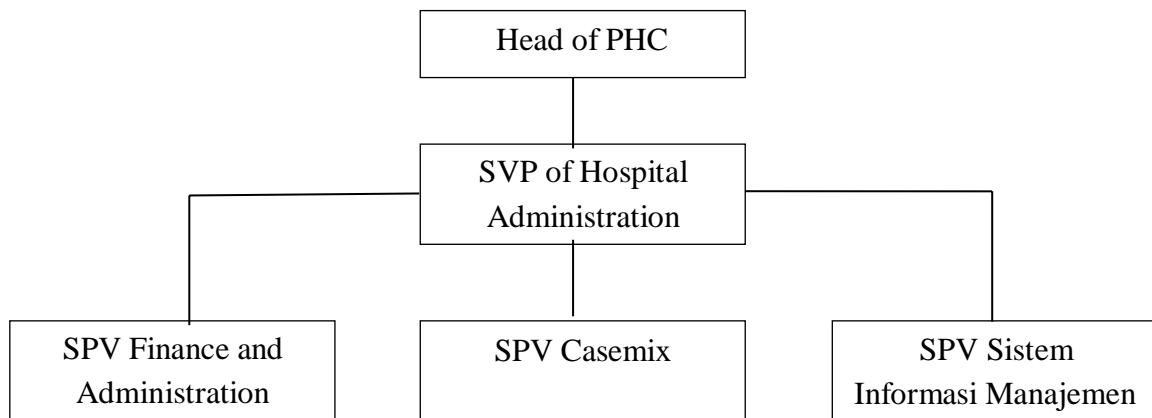 Head of PHC
SVP of Hospital
Administration
SPV Finance and
Administration
SPV Casemix
SPV Sistem
Informasi Manajemen